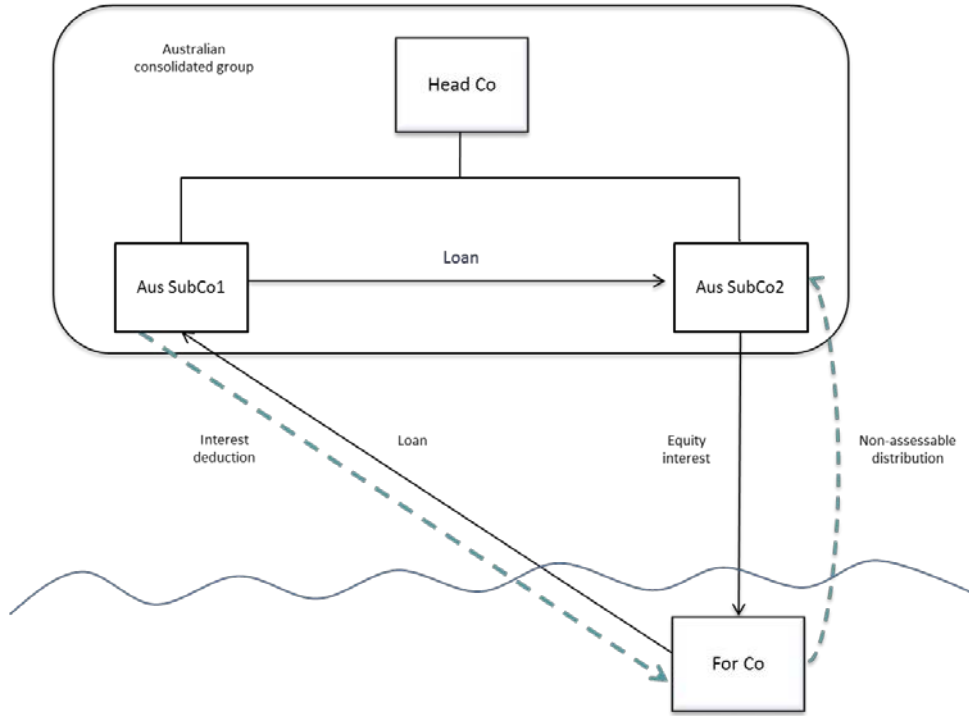 Australian
consolidated group
Head Co
Loan
Aus SubCo1
Aus SubCo2
Interest
deduction
Loan
Equity
interest
Non-assessable
distribution
For Co